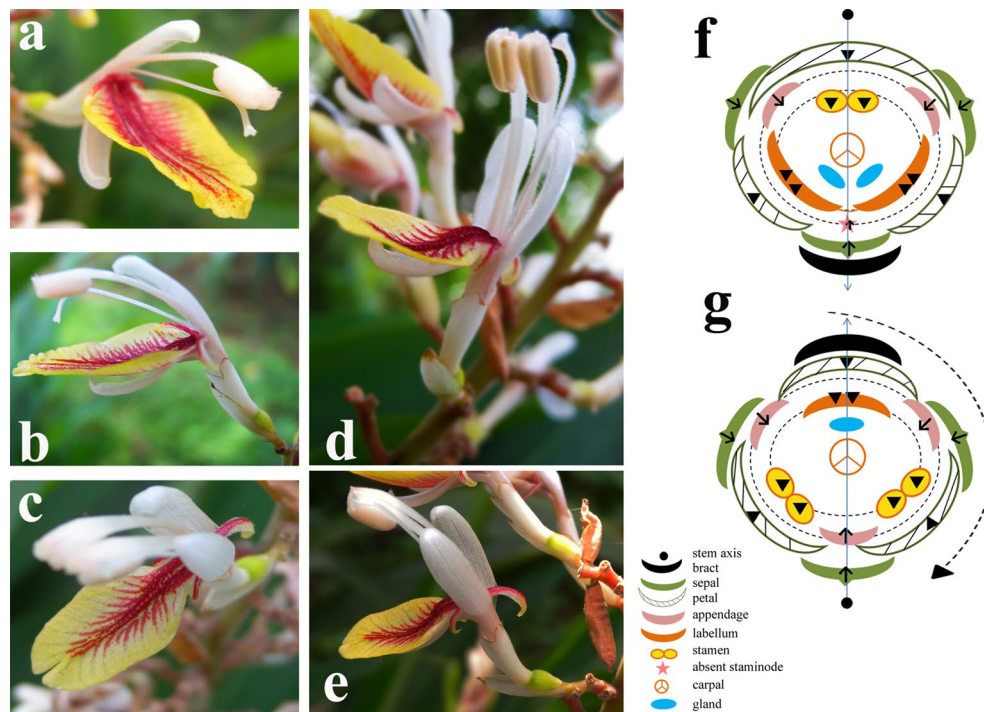 a
b
c
d
e
f
g
stem axis
bract
sepal
petal
appendage
labellum
stamen
absent staminode
carpal
gland